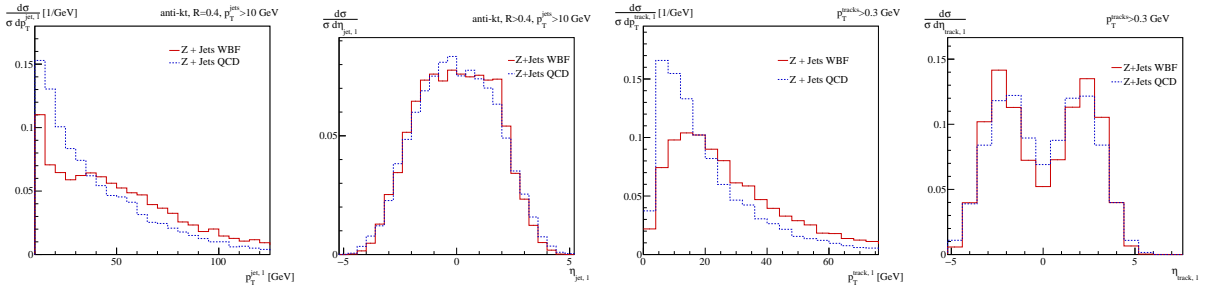 dσ/σ dp_T^{jet, 1} [1/GeV]
anti-kt, R=0.4, p_T^{jets}>10 GeV
Z + Jets WBF
Z + Jets QCD
0.15
0.1
0.05
0
50
100
p_T^{jet, 1} [GeV]
dσ/σ dη_{jet, 1}
anti-kt, R>0.4, p_T^{jets}>10 GeV
Z+Jets WBF
Z+Jets QCD
0.05
0
−5
0
5
η_{jet, 1}
dσ/σ dp_T^{track, 1} [1/GeV]
p_T^{tracks}>0.3 GeV
Z + Jets WBF
Z + Jets QCD
0.15
0.1
0.05
0
0
20
40
60
p_T^{track, 1} [GeV]
dσ/σ dη_{track, 1}
p_T^{tracks}>0.3 GeV
Z+Jets WBF
Z+Jets QCD
0.15
0.1
0.05
0
−5
0
5
η_{track, 1}